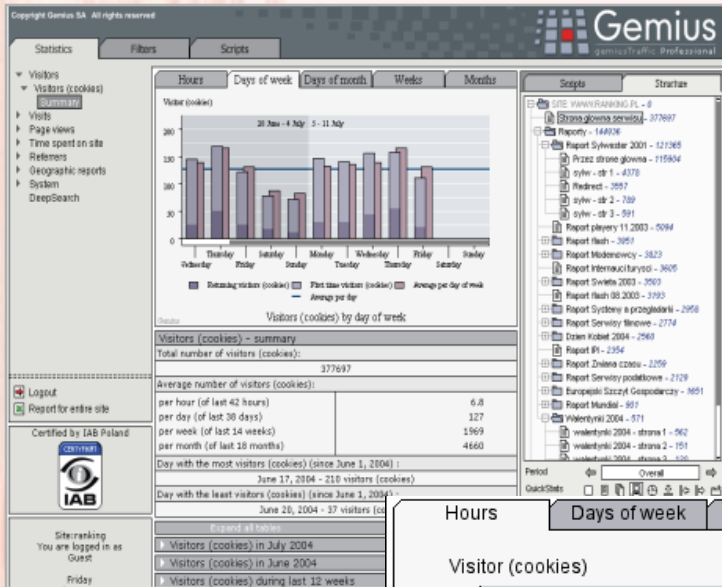 Copyright Gemius SA All rights reserved
Gemius
gemiusTraffic Professional
Statistics
Filters
Scripts
Visitors
Visitors (cookies)
Summary
Visits
Page views
Time spent on site
Referrers
Geographic reports
System
DeepSearch
Logout
Report for entire site
Certified by IAB Poland
CERTYFIKAT
IAB
Site:ranking
You are logged in as
Guest
Friday
Hours
Days of week
Days of month
Weeks
Months
Visitor (cookies)
28 June - 4 July 5 - 11 July
0
Thursday Saturday Monday Wednesday Friday Sunday
Wednesday Friday Sunday Tuesday Thursday Saturday
Returning visitors (cookies) First time visitors (cookies) Average per day of week
Average per day
Gemius
Visitors (cookies) by day of week
Visitors (cookies) - summary
Total number of visitors (cookies):
377697
Average number of visitors (cookies):
per hour (of last 42 hours) 6.8
per day (of last 38 days) 127
per week (of last 14 weeks) 1969
per month (of last 18 months) 4660
Day with the most visitors (cookies) (since June 1, 2004) :
June 17, 2004 - 210 visitors (cookies)
Day with the least visitors (cookies) (since June 1, 2004) :
June 20, 2004 - 37 visitors (co
Expand all tables
Visitors (cookies) in July 2004
Visitors (cookies) in June 2004
Visitors (cookies) during last 12 weeks
Scripts
Structure
SITE: WWW.RANKING.PL - 0
Strona glowna serwisu - 377697
Raporty - 144936
Raport Sylwester 2001 - 121365
Przez strone glowna - 115904
sylw - str 1 - 4378
Redirect - 3557
sylw - str 2 - 789
sylw - str 3 - 591
Raport playery 11.2003 - 5094
Raport flash - 3951
Raport Modemowcy - 3823
Raport Internauci turysci - 3605
Raport Swieta 2003 - 3503
Raport flash 08.2003 - 3193
Raport Systemy a przegladarki - 2958
Raport Serwisy filmowe - 2774
Dzien Kobiet 2004 - 2560
Raport IPI - 2354
Raport Zmiana czasu - 2259
Raport Serwisy podatkowe - 2129
Europejski Szczyt Gospodarczy - 1651
Raport Mundial - 901
Walentynki 2004 - 571
walentynki 2004 - strona 1 - 562
walentynki 2004 - strona 2 - 151
walentynki 2004 - strona 3 - 120
Period
Overall
QuickStats
Hours
Days of week
Visitor (cookies)